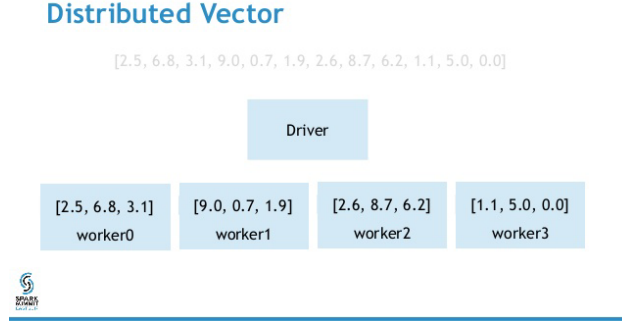 Distributed Vector
[2.5, 6.8, 3.1, 9.0, 0.7, 1.9, 2.6, 8.7, 6.2, 1.1, 5.0, 0.0]
Driver
[2.5, 6.8, 3.1]
worker0
[9.0, 0.7, 1.9]
worker1
[2.6, 8.7, 6.2]
worker2
[1.1, 5.0, 0.0]
worker3
SPARK
SUMMIT